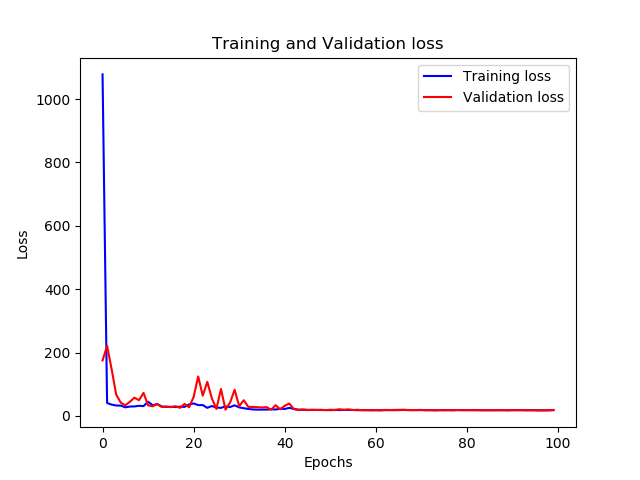 Training and Validation loss
Training loss
Validation loss
1000
800
600
400
200
0
Loss
0 20 40 60 80 100
Epochs